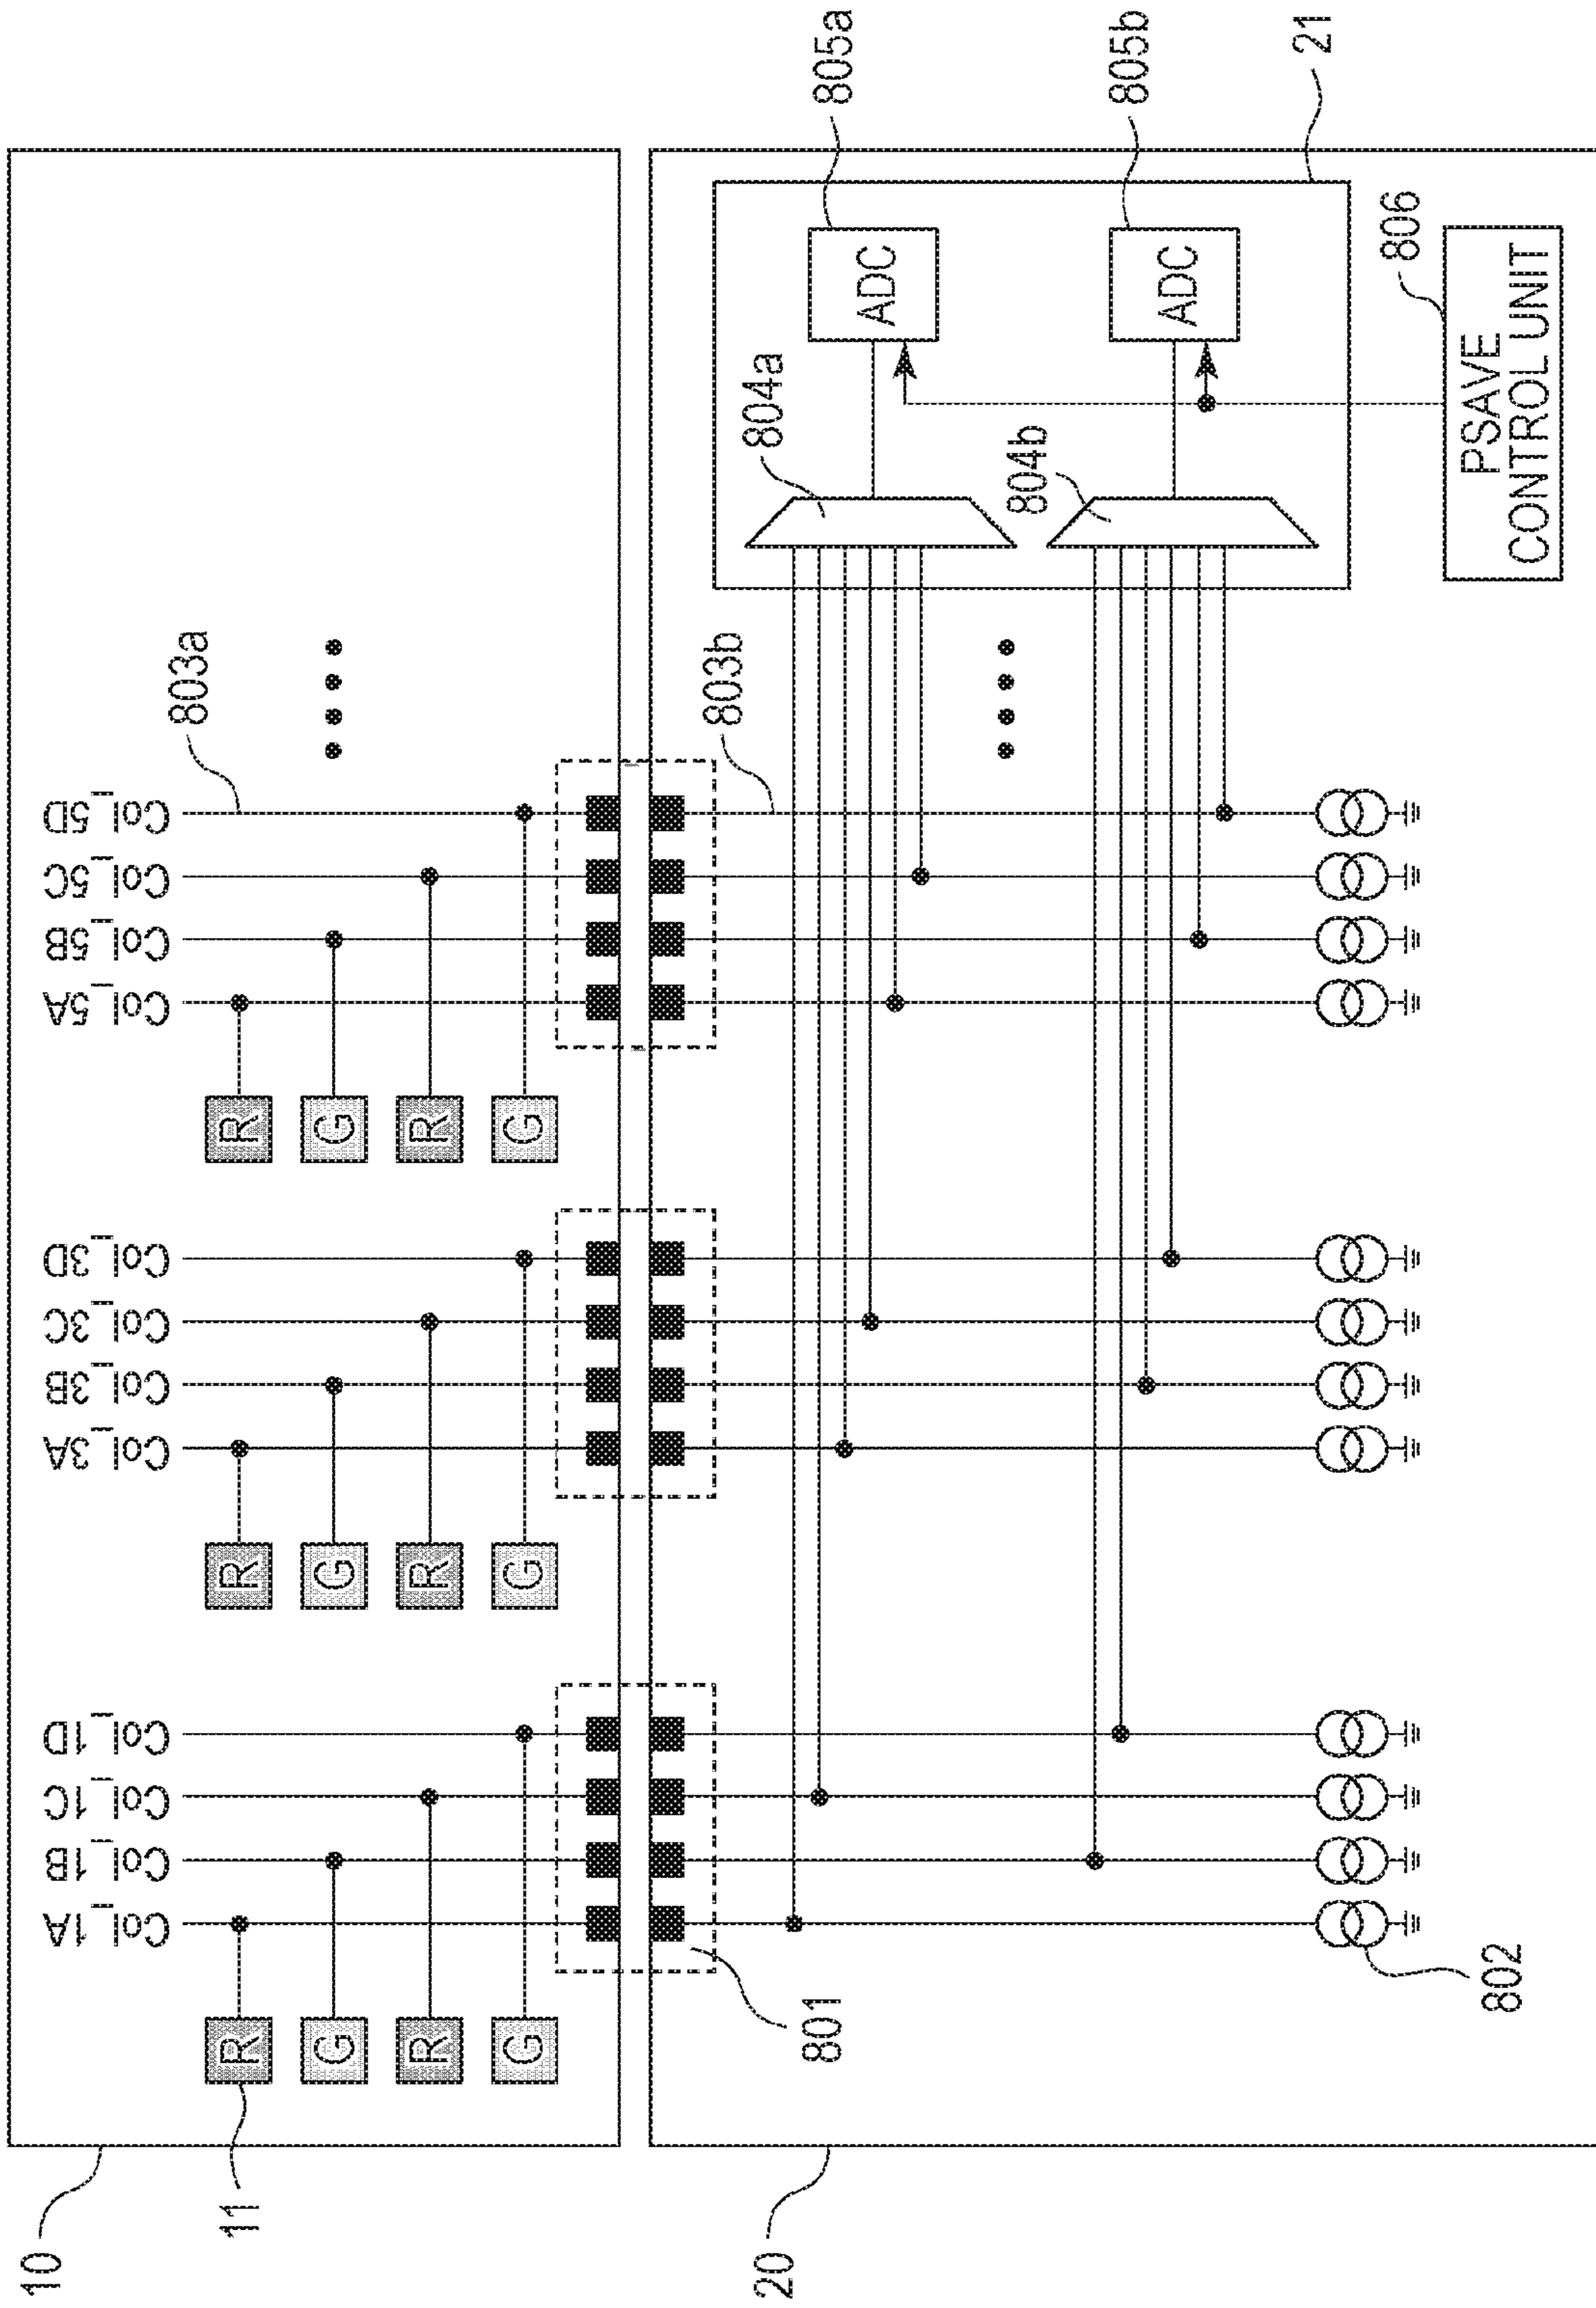 10
11
20
Col_1A
Col_1B
Col_1C
Col_1D
Col_3A
Col_3B
Col_3C
Col_3D
Col_5A
Col_5B
Col_5C
Col_5D
803a
R
G
R
G
R
G
R
G
R
G
R
G
801
802
803b
804a
804b
ADC
ADC
805a
805b
21
806
PSAVE
CONTROL UNIT